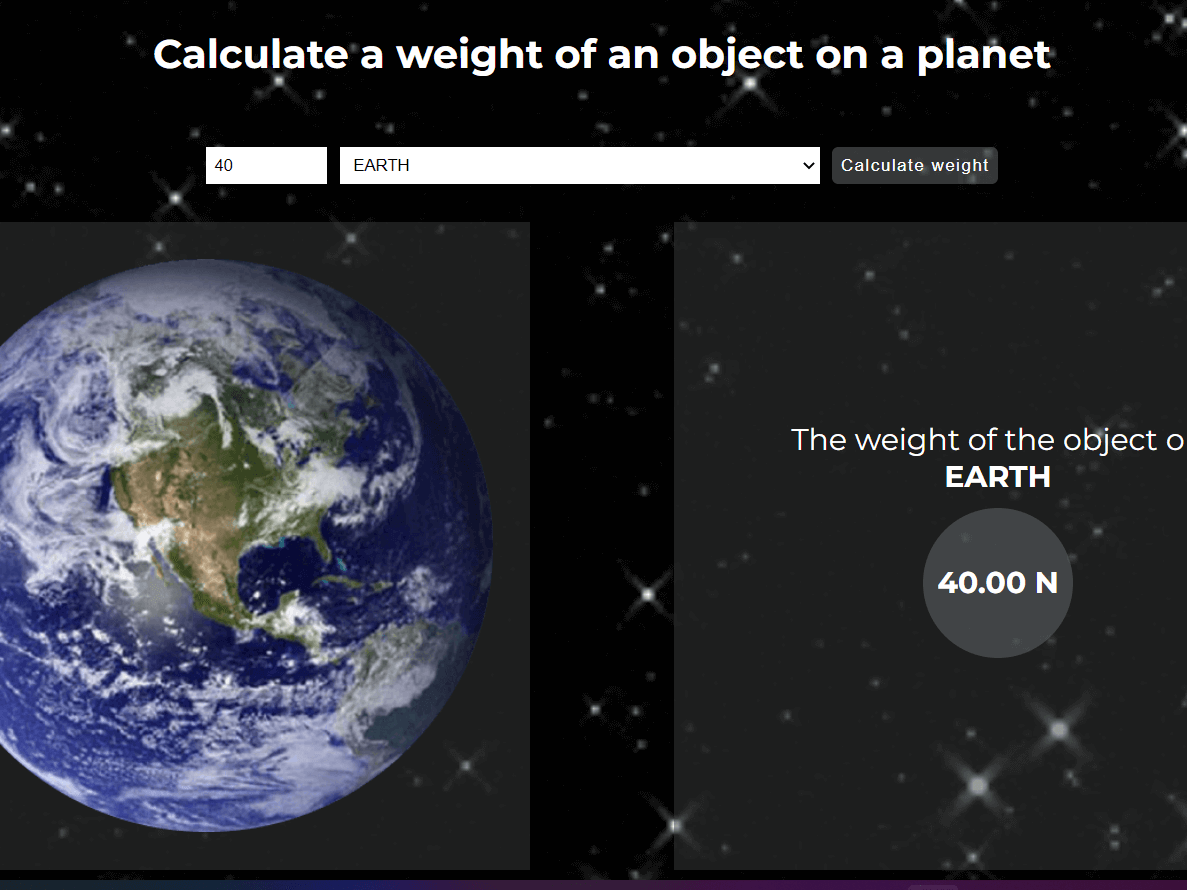 Calculate a weight of an object on a planet
40
EARTH
Calculate weight
The weight of the object o
EARTH
40.00 N